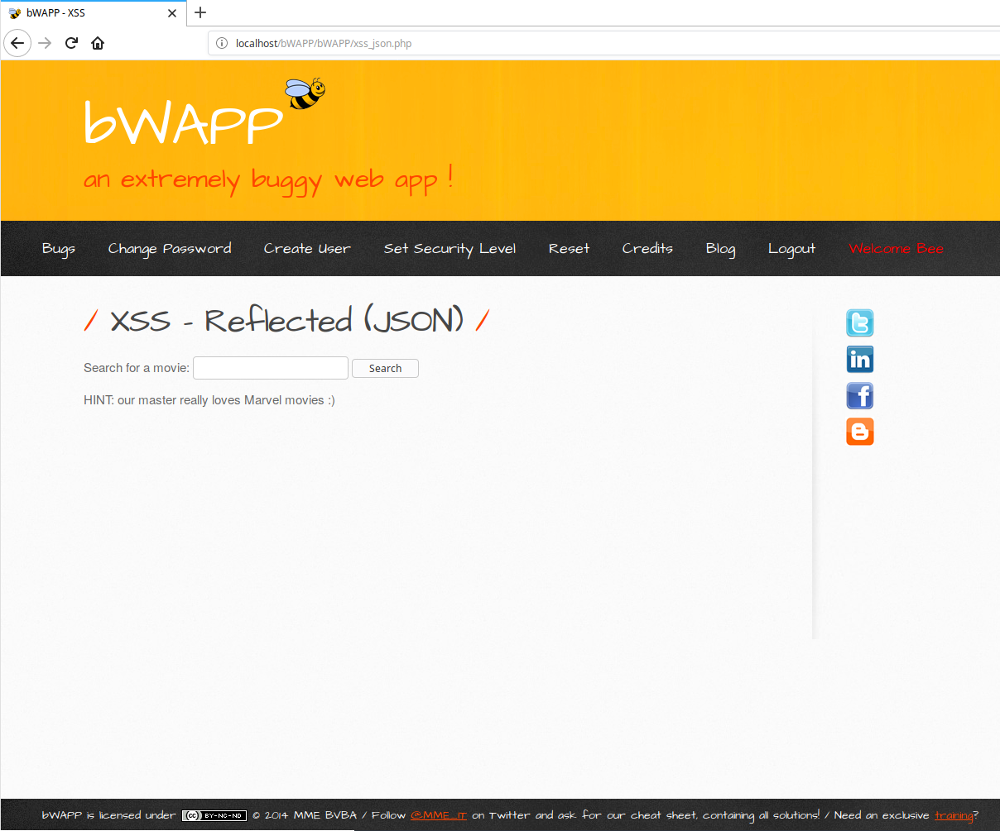 bWAPP - XSS
localhost/bWAPP/bWAPP/xss_json.php
bWAPP
an extremely buggy web app !
Bugs Change Password Create User Set Security Level Reset Credits Blog Logout Welcome Bee
/ XSS - Reflected (JSON) /
Search for a movie: Search
HINT: our master really loves Marvel movies :)
bWAPP is licensed under (cc) BY-NC-ND © 2014 MME BVBA / Follow @MME_IT on Twitter and ask for our cheat sheet, containing all solutions! / Need an exclusive training?